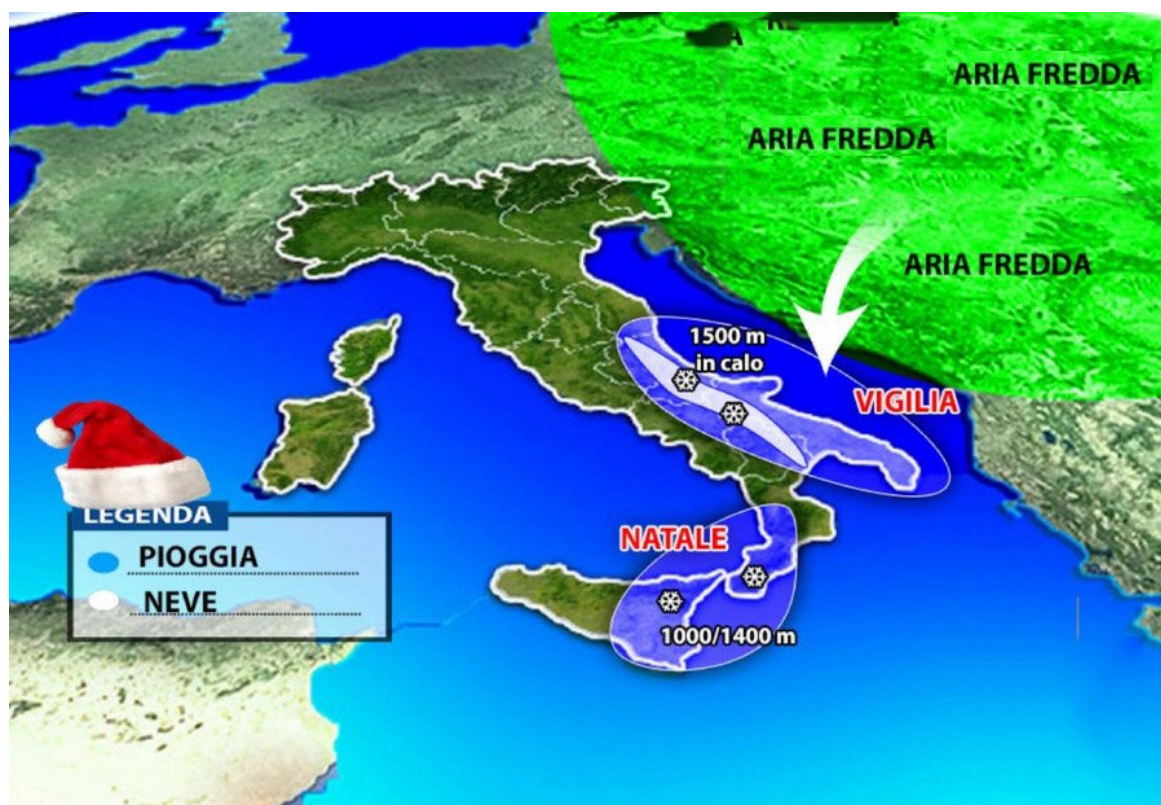 ARIA FREDDA
ARIA FREDDA
ARIA FREDDA
1500 m
in calo
VIGILIA
NATALE
1000/1400 m
LEGENDA
PIOGGIA
NEVE